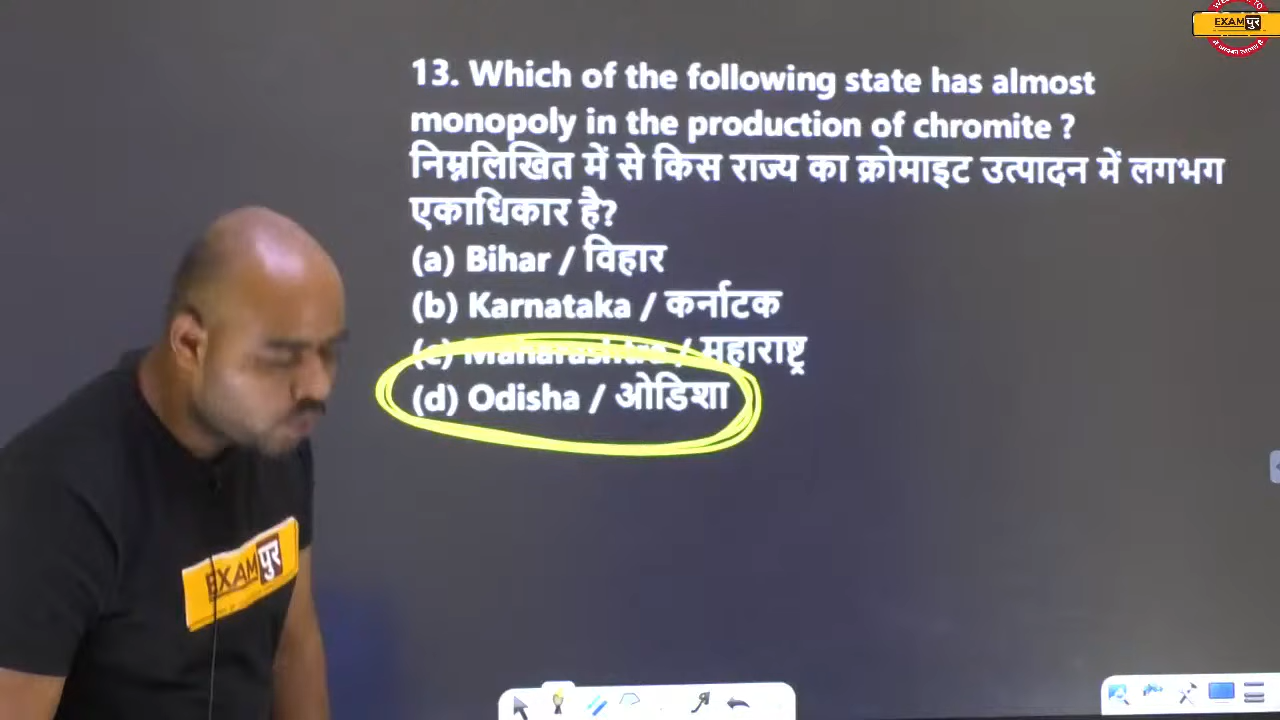 EXAMपुर
13. Which of the following state has almost
monopoly in the production of chromite ?
निम्नलिखित में से किस राज्य का क्रोमाइट उत्पादन में लगभग
एकाधिकार है?
(a) Bihar / विहार
(b) Karnataka / कर्नाटक
(c) Maharashtra / महाराष्ट्र
(d) Odisha / ओडिशा
EXAMपुर